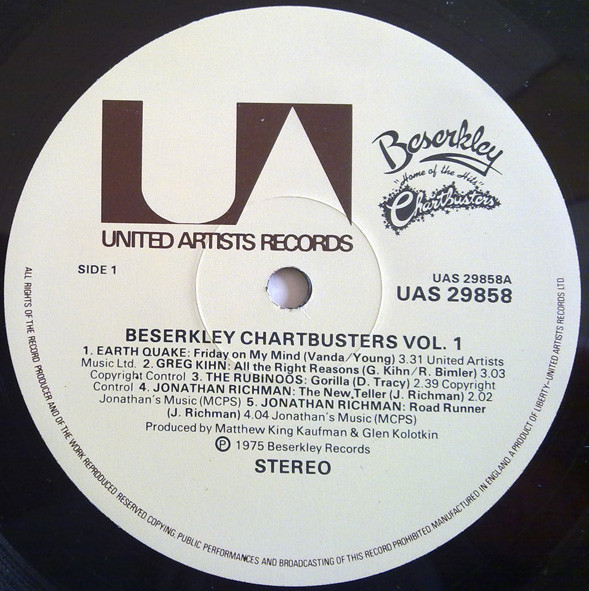 UA
UNITED ARTISTS RECORDS
Beserkley
"Home of the Hits"
Chartbusters
SIDE 1
UAS 29858A
UAS 29858
BESERKLEY CHARTBUSTERS VOL. 1
1. EARTH QUAKE: Friday on My Mind (Vanda/Young) 3.31 United Artists
Music Ltd. 2. GREG KIHN: All the Right Reasons (G. Kihn/R. Bimler) 3.03
Copyright Control 3. THE RUBINOOS: Gorilla (D. Tracy) 2.39 Copyright
Control 4. JONATHAN RICHMAN: The New Teller (J. Richman) 2.02
Jonathan's Music (MCPS) 5. JONATHAN RICHMAN: Road Runner
(J. Richman) 4.04 Jonathan's Music (MCPS)
Produced by Matthew King Kaufman & Glen Kolotkin
℗ 1975 Beserkley Records
STEREO
ALL RIGHTS OF THE RECORD PRODUCER AND OF THE WORK REPRODUCED RESERVED. COPYING, PUBLIC PERFORMANCES AND BROADCASTING OF THIS RECORD PROHIBITED. MANUFACTURED IN ENGLAND. A PRODUCT OF LIBERTY-UNITED ARTISTS RECORDS LTD.